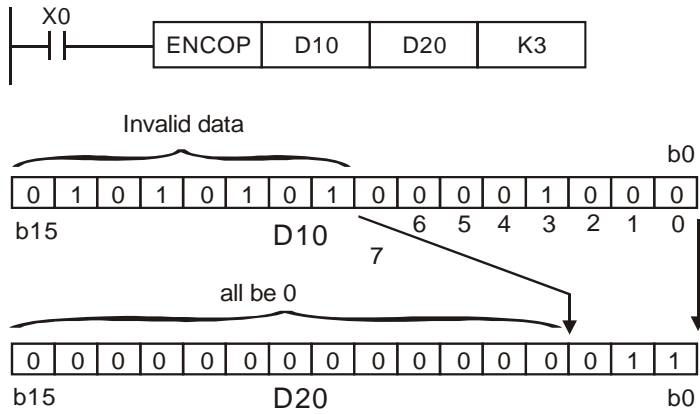 X0
ENCOP D10 D20 K3
Invalid data
b0
0 1 0 1 0 1 0 1 0 0 0 0 1 0 0 0
b15 D10 7 6 5 4 3 2 1 0
all be 0
0 0 0 0 0 0 0 0 0 0 0 0 0 0 1 1
b15 D20 b0